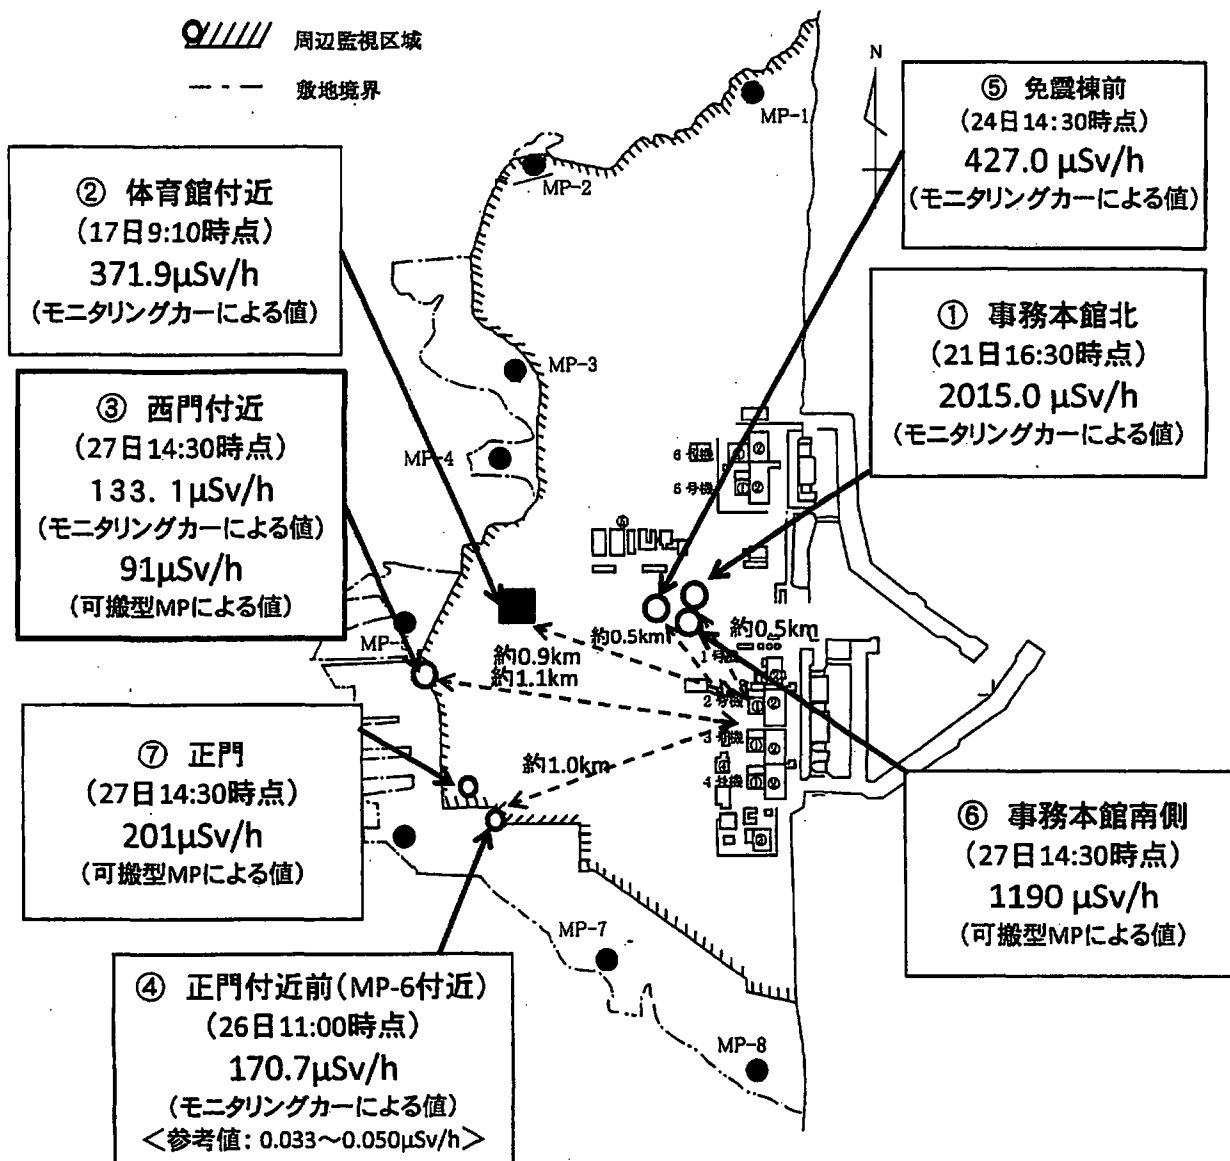 周辺監視区域
敷地境界
N
MP-1
MP-2
⑤ 免震棟前
(24日14:30時点)
427.0 μSv/h
(モニタリングカーによる値)
② 体育館付近
(17日9:10時点)
371.9μSv/h
(モニタリングカーによる値)
① 事務本館北
(21日16:30時点)
2015.0 μSv/h
(モニタリングカーによる値)
MP-3
③ 西門付近
(27日14:30時点)
133. 1μSv/h
(モニタリングカーによる値)
91μSv/h
(可搬型MPによる値)
MP-4
6 号機
5 号機
約0.5km
約0.5km
約0.9km
約1.1km
1 号機
2 号機
3 号機
4 号機
約1.0km
⑦ 正門
(27日14:30時点)
201μSv/h
(可搬型MPによる値)
⑥ 事務本館南側
(27日14:30時点)
1190 μSv/h
(可搬型MPによる値)
MP-7
MP-8
④ 正門付近前(MP-6付近)
(26日11:00時点)
170.7μSv/h
(モニタリングカーによる値)
<参考値: 0.033~0.050μSv/h>